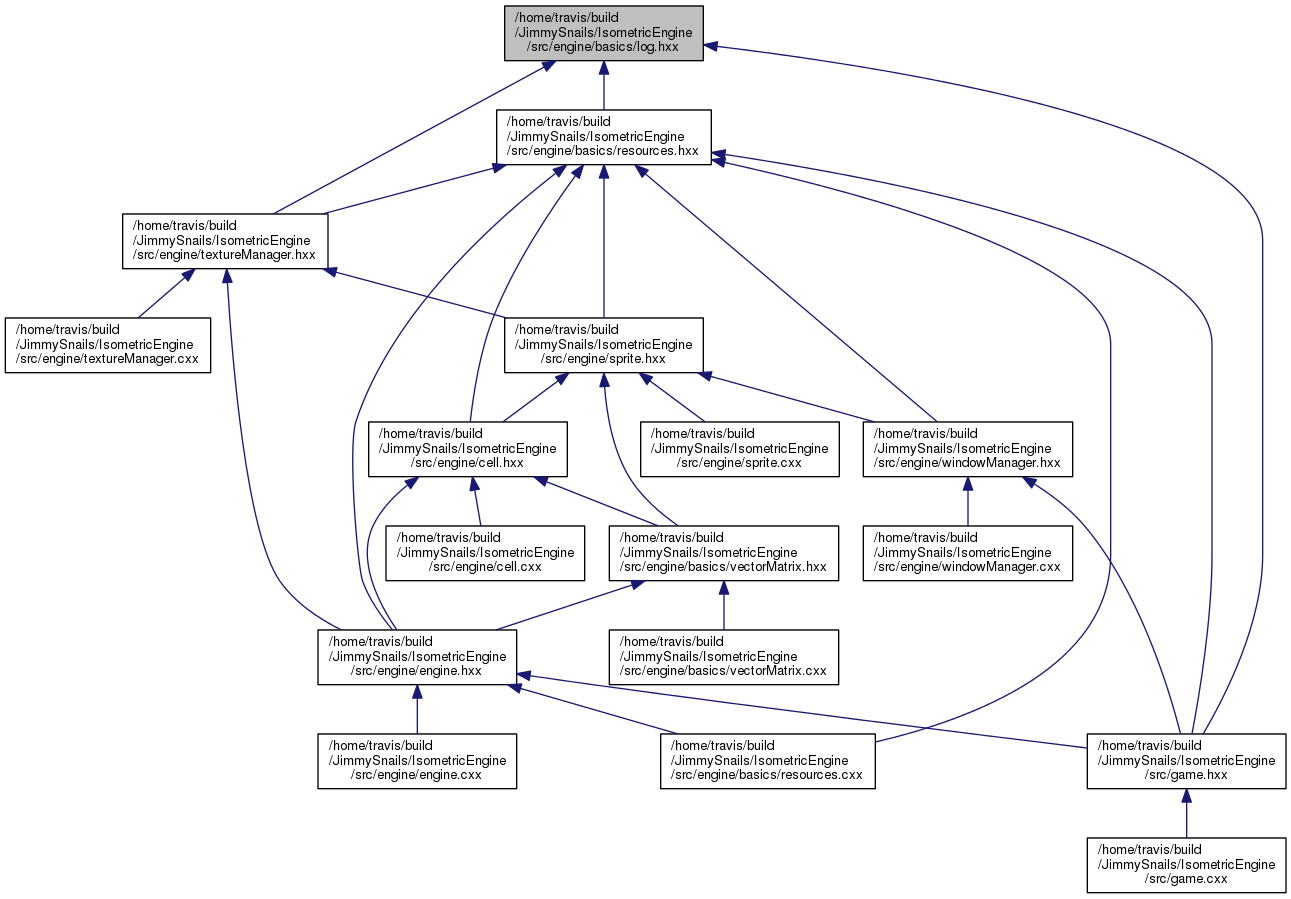 /home/travis/build
/JimmySnails/IsometricEngine
/src/engine/basics/log.hxx
/home/travis/build
/JimmySnails/IsometricEngine
/src/engine/basics/resources.hxx
/home/travis/build
/JimmySnails/IsometricEngine
/src/engine/textureManager.hxx
/home/travis/build
/JimmySnails/IsometricEngine
/src/engine/textureManager.cxx
/home/travis/build
/JimmySnails/IsometricEngine
/src/engine/sprite.hxx
/home/travis/build
/JimmySnails/IsometricEngine
/src/engine/cell.hxx
/home/travis/build
/JimmySnails/IsometricEngine
/src/engine/sprite.cxx
/home/travis/build
/JimmySnails/IsometricEngine
/src/engine/windowManager.hxx
/home/travis/build
/JimmySnails/IsometricEngine
/src/engine/cell.cxx
/home/travis/build
/JimmySnails/IsometricEngine
/src/engine/basics/vectorMatrix.hxx
/home/travis/build
/JimmySnails/IsometricEngine
/src/engine/windowManager.cxx
/home/travis/build
/JimmySnails/IsometricEngine
/src/engine/engine.hxx
/home/travis/build
/JimmySnails/IsometricEngine
/src/engine/basics/vectorMatrix.cxx
/home/travis/build
/JimmySnails/IsometricEngine
/src/engine/engine.cxx
/home/travis/build
/JimmySnails/IsometricEngine
/src/engine/basics/resources.cxx
/home/travis/build
/JimmySnails/IsometricEngine
/src/game.hxx
/home/travis/build
/JimmySnails/IsometricEngine
/src/game.cxx